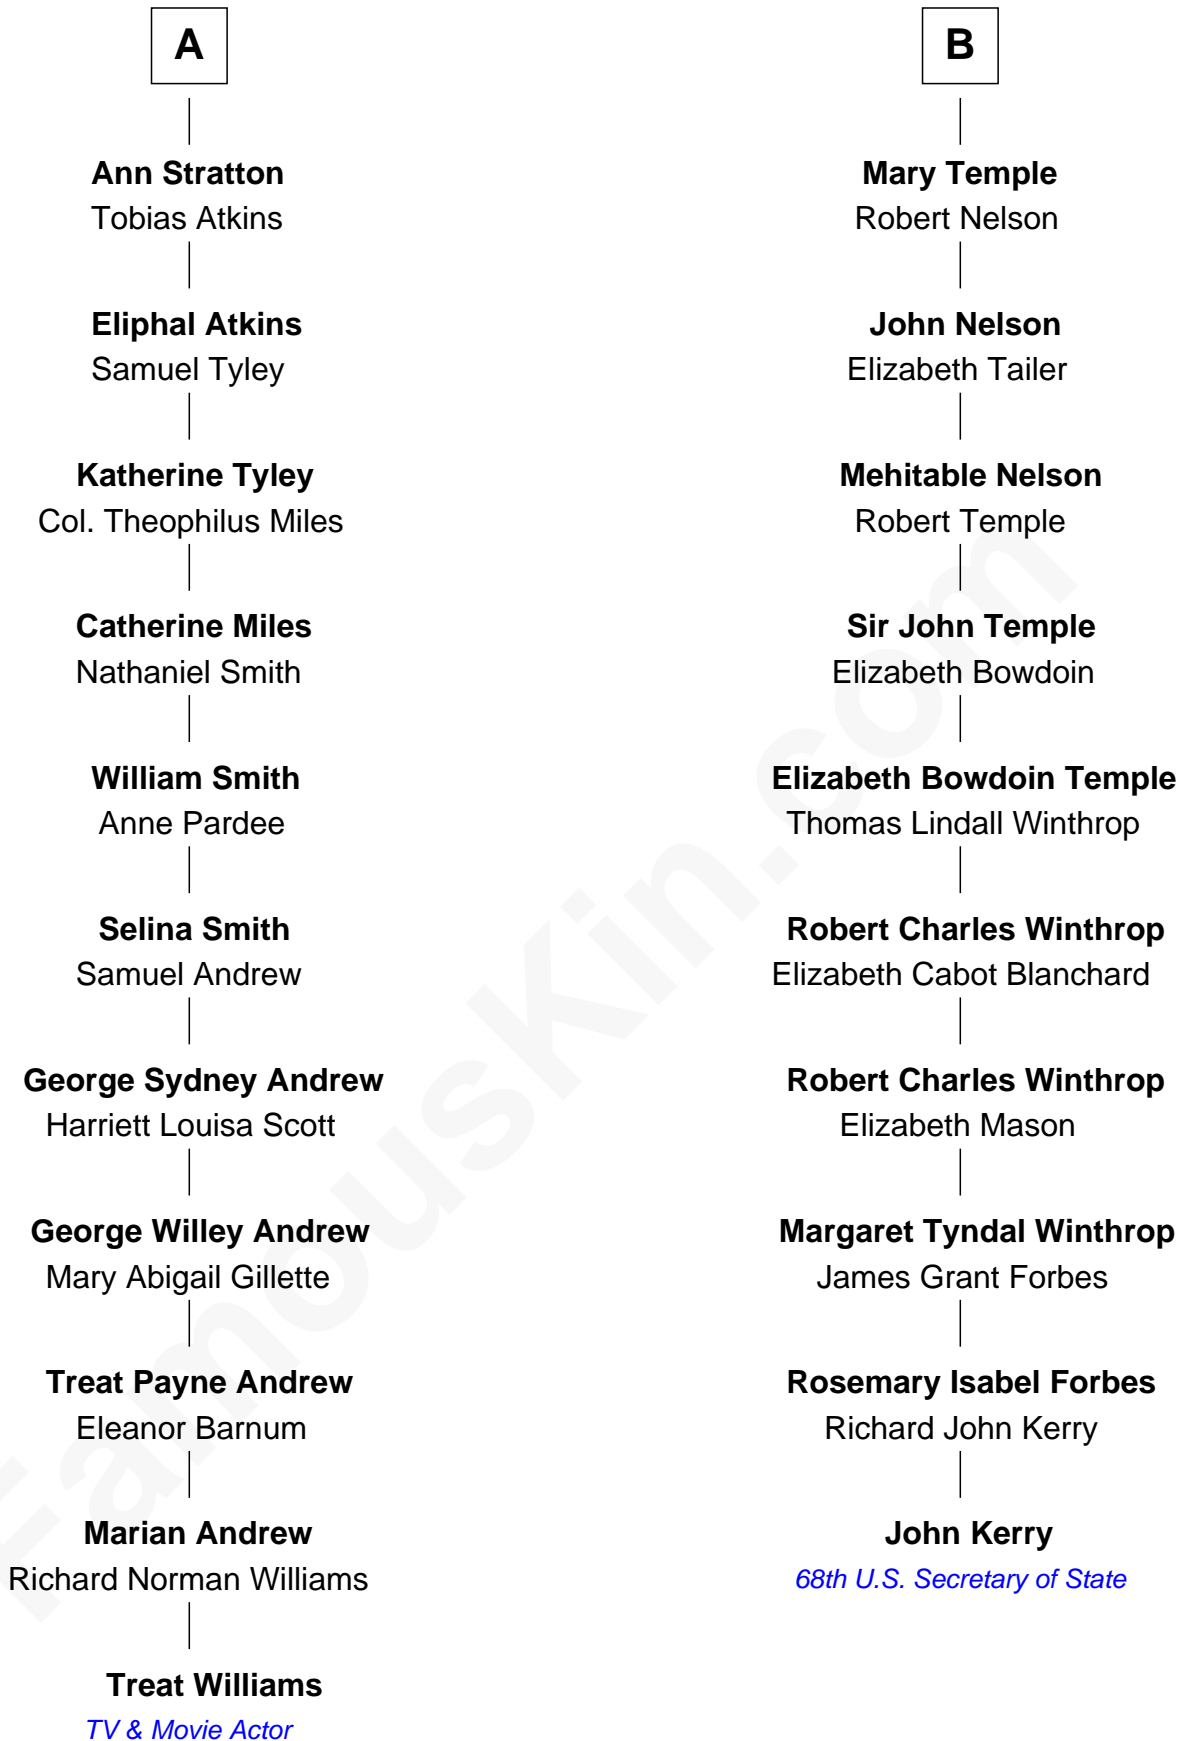 A
Ann Stratton
Tobias Atkins
Eliphal Atkins
Samuel Tyley
Katherine Tyley
Col. Theophilus Miles
Catherine Miles
Nathaniel Smith
William Smith
Anne Pardee
Selina Smith
Samuel Andrew
George Sydney Andrew
Harriett Louisa Scott
George Willey Andrew
Mary Abigail Gillette
Treat Payne Andrew
Eleanor Barnum
Marian Andrew
Richard Norman Williams
Treat Williams
TV & Movie Actor
B
Mary Temple
Robert Nelson
John Nelson
Elizabeth Tailer
Mehitable Nelson
Robert Temple
Sir John Temple
Elizabeth Bowdoin
Elizabeth Bowdoin Temple
Thomas Lindall Winthrop
Robert Charles Winthrop
Elizabeth Cabot Blanchard
Robert Charles Winthrop
Elizabeth Mason
Margaret Tyndal Winthrop
James Grant Forbes
Rosemary Isabel Forbes
Richard John Kerry
John Kerry
68th U.S. Secretary of State
FamousKin.com